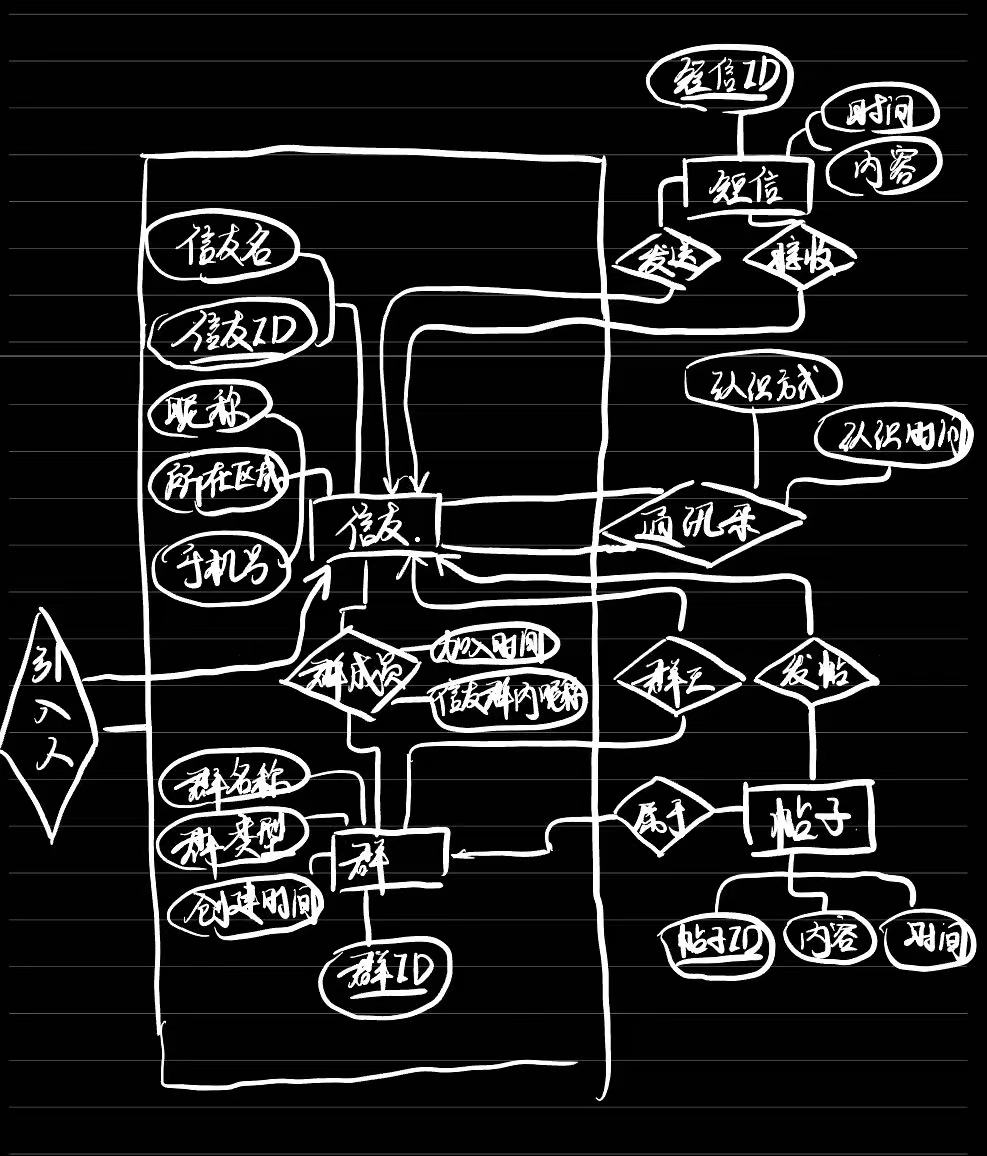 短信ID
时间
内容
短信
发送
接收
信友名
信友ID
昵称
所在区域
手机号
信友.
认识方式
认识时间
通讯录
引入人
群成员
加入时间
信友群内昵称
群主
发帖
群名称
群类型
创建时间
群
群ID
属于
帖子
帖子ID
内容
时间